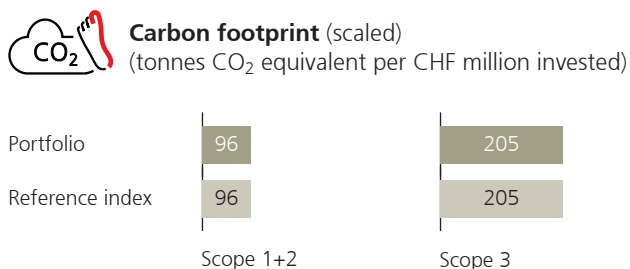 CO₂
Carbon footprint (scaled)
(tonnes CO₂ equivalent per CHF million invested)
Portfolio 96 205
Reference index 96 205
Scope 1+2 Scope 3